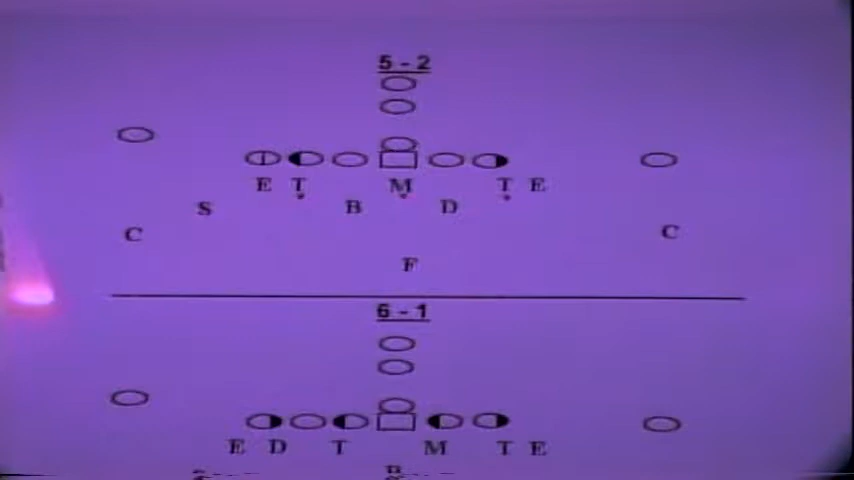 5 - 2
E T M T E
S B D
C C
F
6 - 1
E D T M T E
B